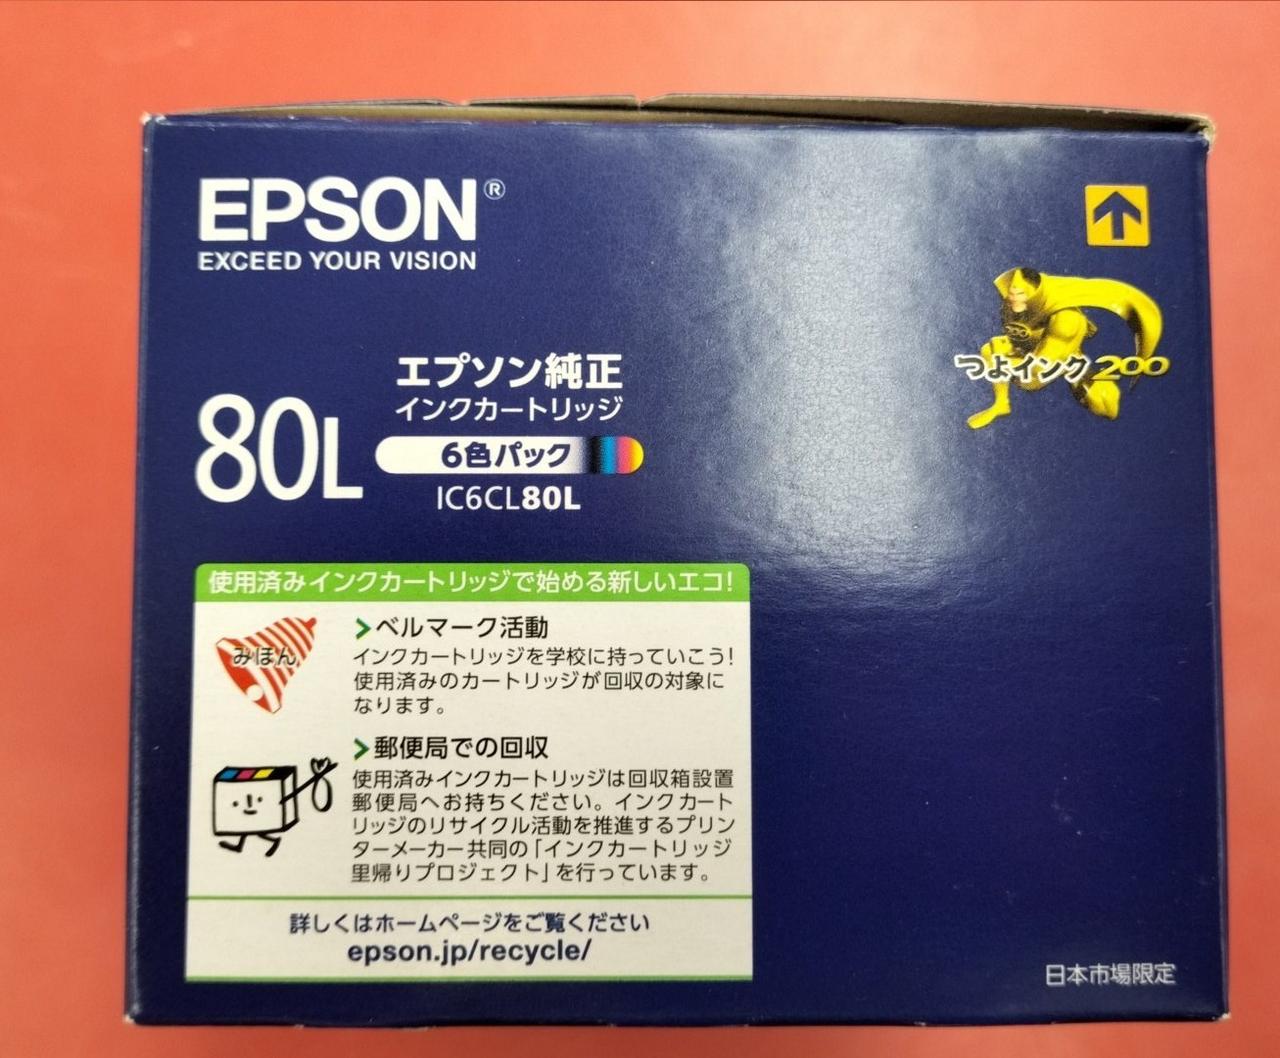 EPSON®
EXCEED YOUR VISION
つよインク200
80L
エプソン純正
インクカートリッジ
6色パック
IC6CL80L
使用済みインクカートリッジで始める新しいエコ!
みほん
ベルマーク活動
インクカートリッジを学校に持っていこう!
使用済みのカートリッジが回収の対象に
なります。
郵便局での回収
使用済みインクカートリッジは回収箱設置
郵便局へお持ちください。インクカート
リッジのリサイクル活動を推進するプリン
ターメーカー共同の「インクカートリッジ
里帰りプロジェクト」を行っています。
詳しくはホームページをご覧ください
epson.jp/recycle/
日本市場限定